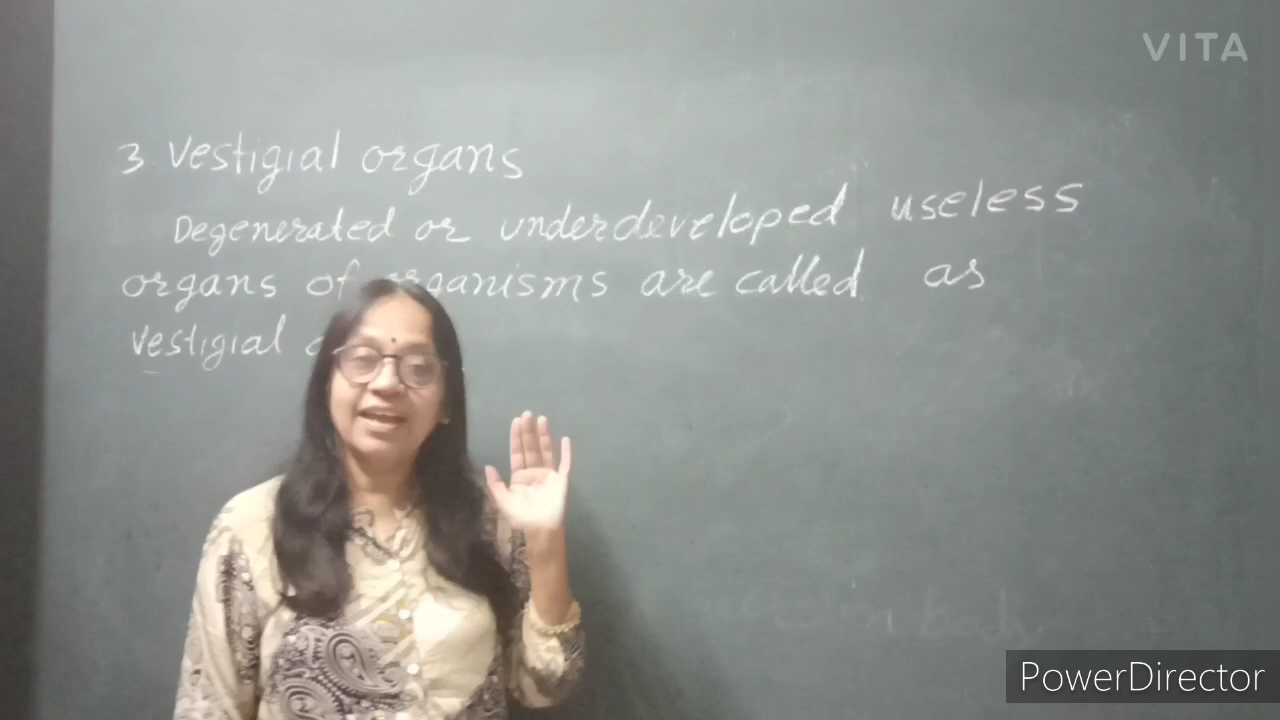 VITA
3 Vestigial organs
Degenerated or underdeveloped useless
organs of organisms are called as
Vestigial
PowerDirector